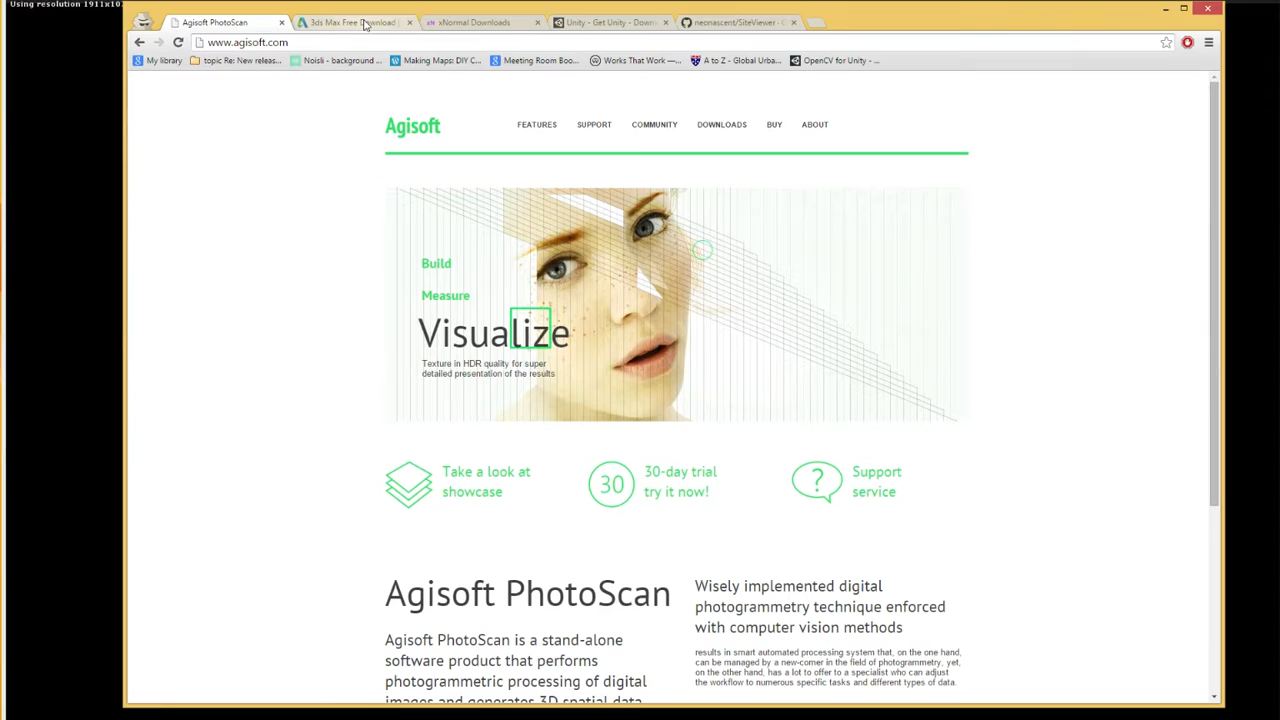 Using resolution 1911x10
Agisoft PhotoScan
3ds Max Free Download |
xNormal Downloads
Unity - Get Unity - Down
neonascent/SiteViewer
www.agisoft.com
My library
topic Re: New releas...
Noisli - background ...
Making Maps: DIY C...
Meeting Room Boo...
Works That Work —...
A to Z - Global Urba...
OpenCV for Unity - ...
Agisoft
FEATURES
SUPPORT
COMMUNITY
DOWNLOADS
BUY
ABOUT
Build
Measure
Visualize
Texture in HDR quality for super
detailed presentation of the results
Take a look at
showcase
30
30-day trial
try it now!
?
Support
service
Agisoft PhotoScan
Agisoft PhotoScan is a stand-alone
software product that performs
photogrammetric processing of digital
images and generates 3D spatial data
Wisely implemented digital
photogrammetry technique enforced
with computer vision methods
results in smart automated processing system that, on the one hand,
can be managed by a new-comer in the field of photogrammetry, yet,
on the other hand, has a lot to offer to a specialist who can adjust
the workflow to numerous specific tasks and different types of data.